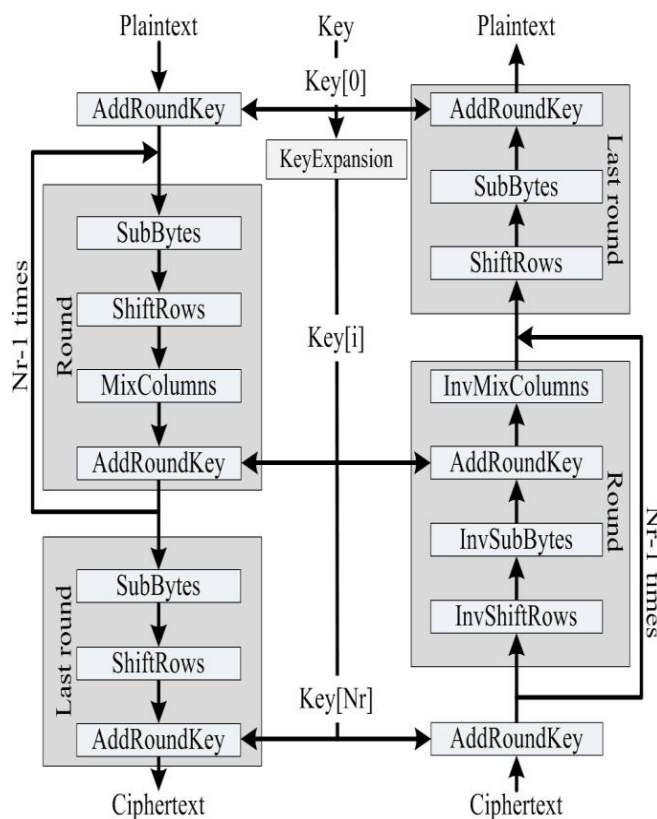 Plaintext
AddRoundKey
Nr-1 times
Round
SubBytes
ShiftRows
MixColumns
AddRoundKey
Last round
SubBytes
ShiftRows
AddRoundKey
Ciphertext
Key
Key[0]
KeyExpansion
Key[i]
Key[Nr]
Plaintext
AddRoundKey
SubBytes
ShiftRows
Last round
InvMixColumns
AddRoundKey
InvSubBytes
InvShiftRows
Round
Nr-1 times
AddRoundKey
Ciphertext